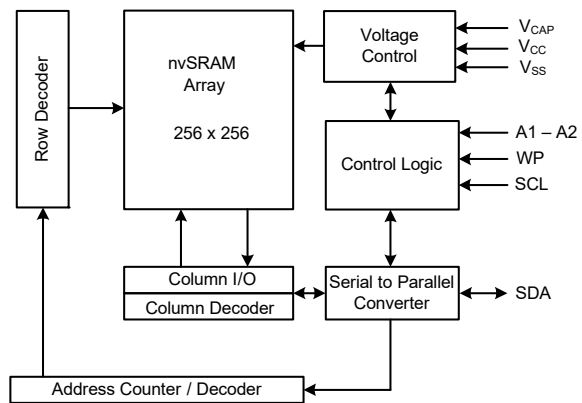 Row Decoder
nvSRAM
Array
256 x 256
Voltage
Control
VCAP
VCC
VSS
Control Logic
A1 – A2
WP
SCL
Column I/O
Column Decoder
Serial to Parallel
Converter
SDA
Address Counter / Decoder